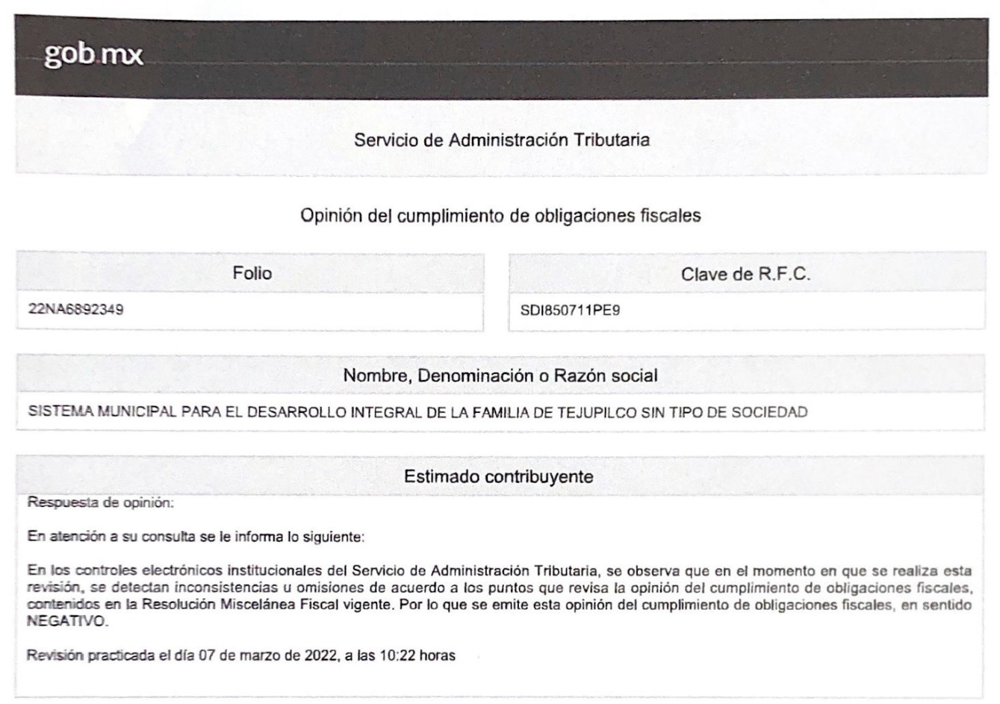 gob.mx
Servicio de Administración Tributaria
Opinión del cumplimiento de obligaciones fiscales
Folio
Clave de R.F.C.
22NA6892349
SDI850711PE9
Nombre, Denominación o Razón social
SISTEMA MUNICIPAL PARA EL DESARROLLO INTEGRAL DE LA FAMILIA DE TEJUPILCO SIN TIPO DE SOCIEDAD
Estimado contribuyente
Respuesta de opinión:
En atención a su consulta se le informa lo siguiente:
En los controles electrónicos institucionales del Servicio de Administración Tributaria, se observa que en el momento en que se realiza esta
revisión, se detectan inconsistencias u omisiones de acuerdo a los puntos que revisa la opinión del cumplimiento de obligaciones fiscales,
contenidos en la Resolución Miscelánea Fiscal vigente. Por lo que se emite esta opinión del cumplimiento de obligaciones fiscales, en sentido
NEGATIVO.
Revisión practicada el día 07 de marzo de 2022, a las 10:22 horas